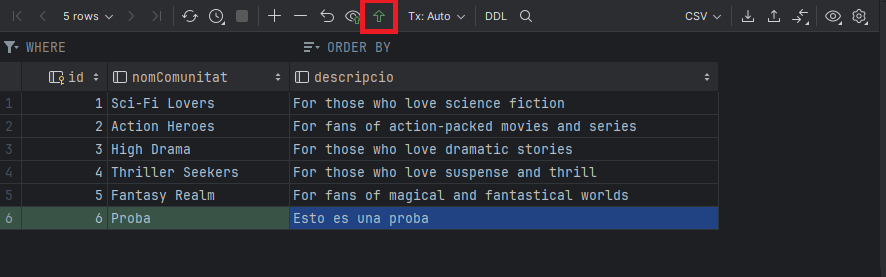 5 rows Tx: Auto DDL CSV
WHERE ORDER BY
id nomComunitat descripcio
1 1 Sci-Fi Lovers For those who love science fiction
2 2 Action Heroes For fans of action-packed movies and series
3 3 High Drama For those who love dramatic stories
4 4 Thriller Seekers For those who love suspense and thrill
5 5 Fantasy Realm For fans of magical and fantastical worlds
6 6 Proba Esto es una proba